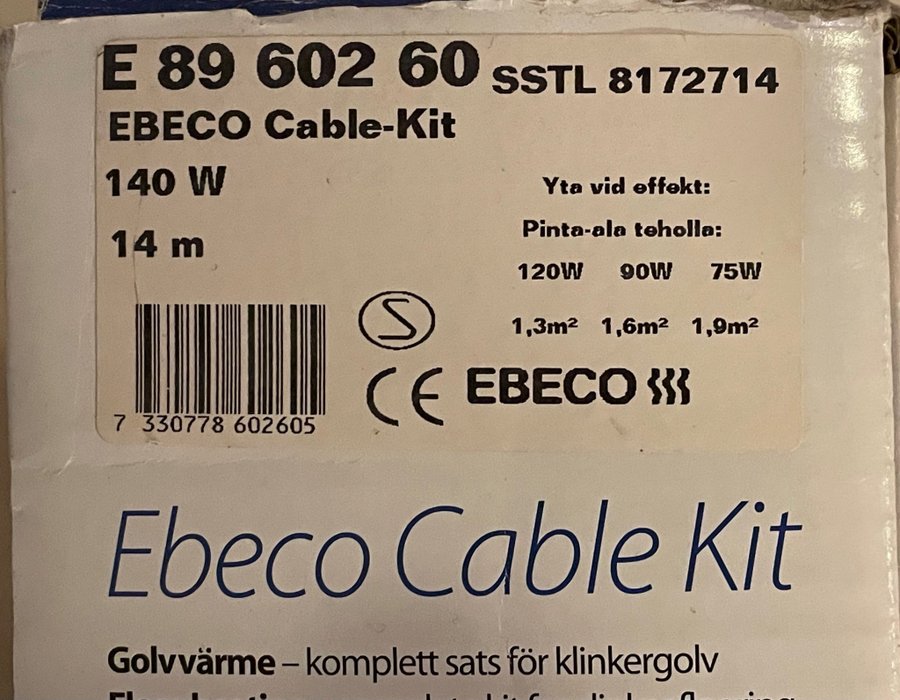 E 89 602 60 SSTL 8172714
EBECO Cable-Kit
140 W
14 m
Yta vid effekt:
Pinta-ala teholla:
120W 90W 75W
1,3m² 1,6m² 1,9m²
S
CE EBECO
7 330778 602605
Ebeco Cable Kit
Golvvärme – komplett sats för klinkergolv